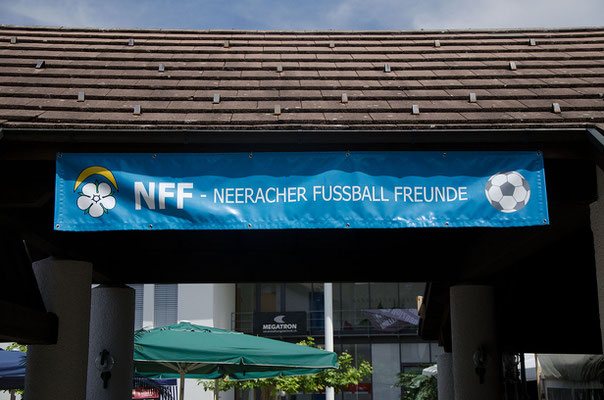 NFF - NEERACHER FUSSBALL FREUNDE
MEGATRON